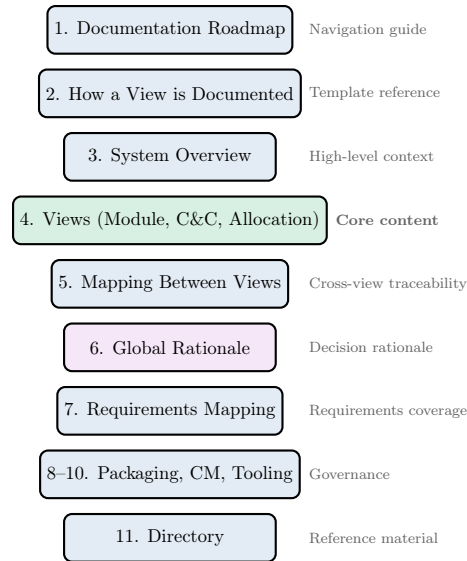 1. Documentation Roadmap Navigation guide
2. How a View is Documented Template reference
3. System Overview High-level context
4. Views (Module, C&C, Allocation) Core content
5. Mapping Between Views Cross-view traceability
6. Global Rationale Decision rationale
7. Requirements Mapping Requirements coverage
8–10. Packaging, CM, Tooling Governance
11. Directory Reference material